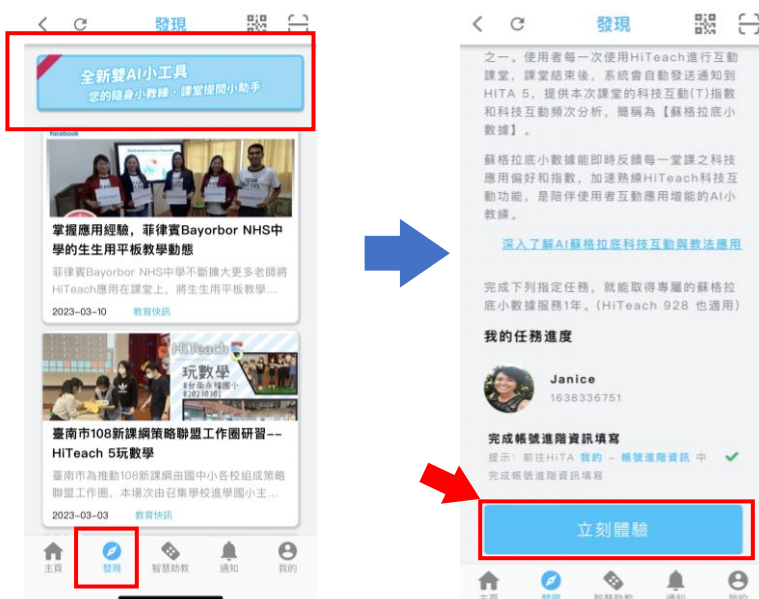 發現
全新雙AI小工具
您的隨身小教練、課堂提問小助手
facebook
掌握應用經驗，菲律賓Bayorbor NHS中
學的生生用平板教學動態
菲律賓Bayorbor NHS中學不斷擴大更多老師將
HiTeach應用在課堂上，將生生用平板教學...
2023-03-10 教育快訊
HiTeach 5
玩數學
#台南永福國小
#20230301
臺南市108新課綱策略聯盟工作圈研習--
HiTeach 5玩數學
臺南市為推動108新課綱由國中小各校組成策略
聯盟工作圈，本場次由召集學校進學國小主...
2023-03-03 教育快訊
主頁 發現 智慧助教 通知 我的
發現
之一。使用者每一次使用HiTeach進行互動
課堂，課堂結束後，系統會自動發送通知到
HITA 5，提供本次課堂的科技互動(T)指數
和科技互動頻次分析，簡稱為【蘇格拉底小
數據】。
蘇格拉底小數據能即時反饋每一堂課之科技
應用偏好和指數，加速熟練HiTeach科技互
動功能，是陪伴使用者互動應用增能的AI小
教練。
深入了解AI蘇格拉底科技互動與教法應用
完成下列指定任務，就能取得專屬的蘇格拉
底小數據服務1年。(HiTeach 928 也適用)
我的任務進度
Janice
1638336751
完成帳號進階資訊填寫
提示：前往HiTA 我的 - 帳號進階資訊 中
完成帳號進階資訊填寫
立刻體驗
主頁 發現 智慧助教 通知 我的